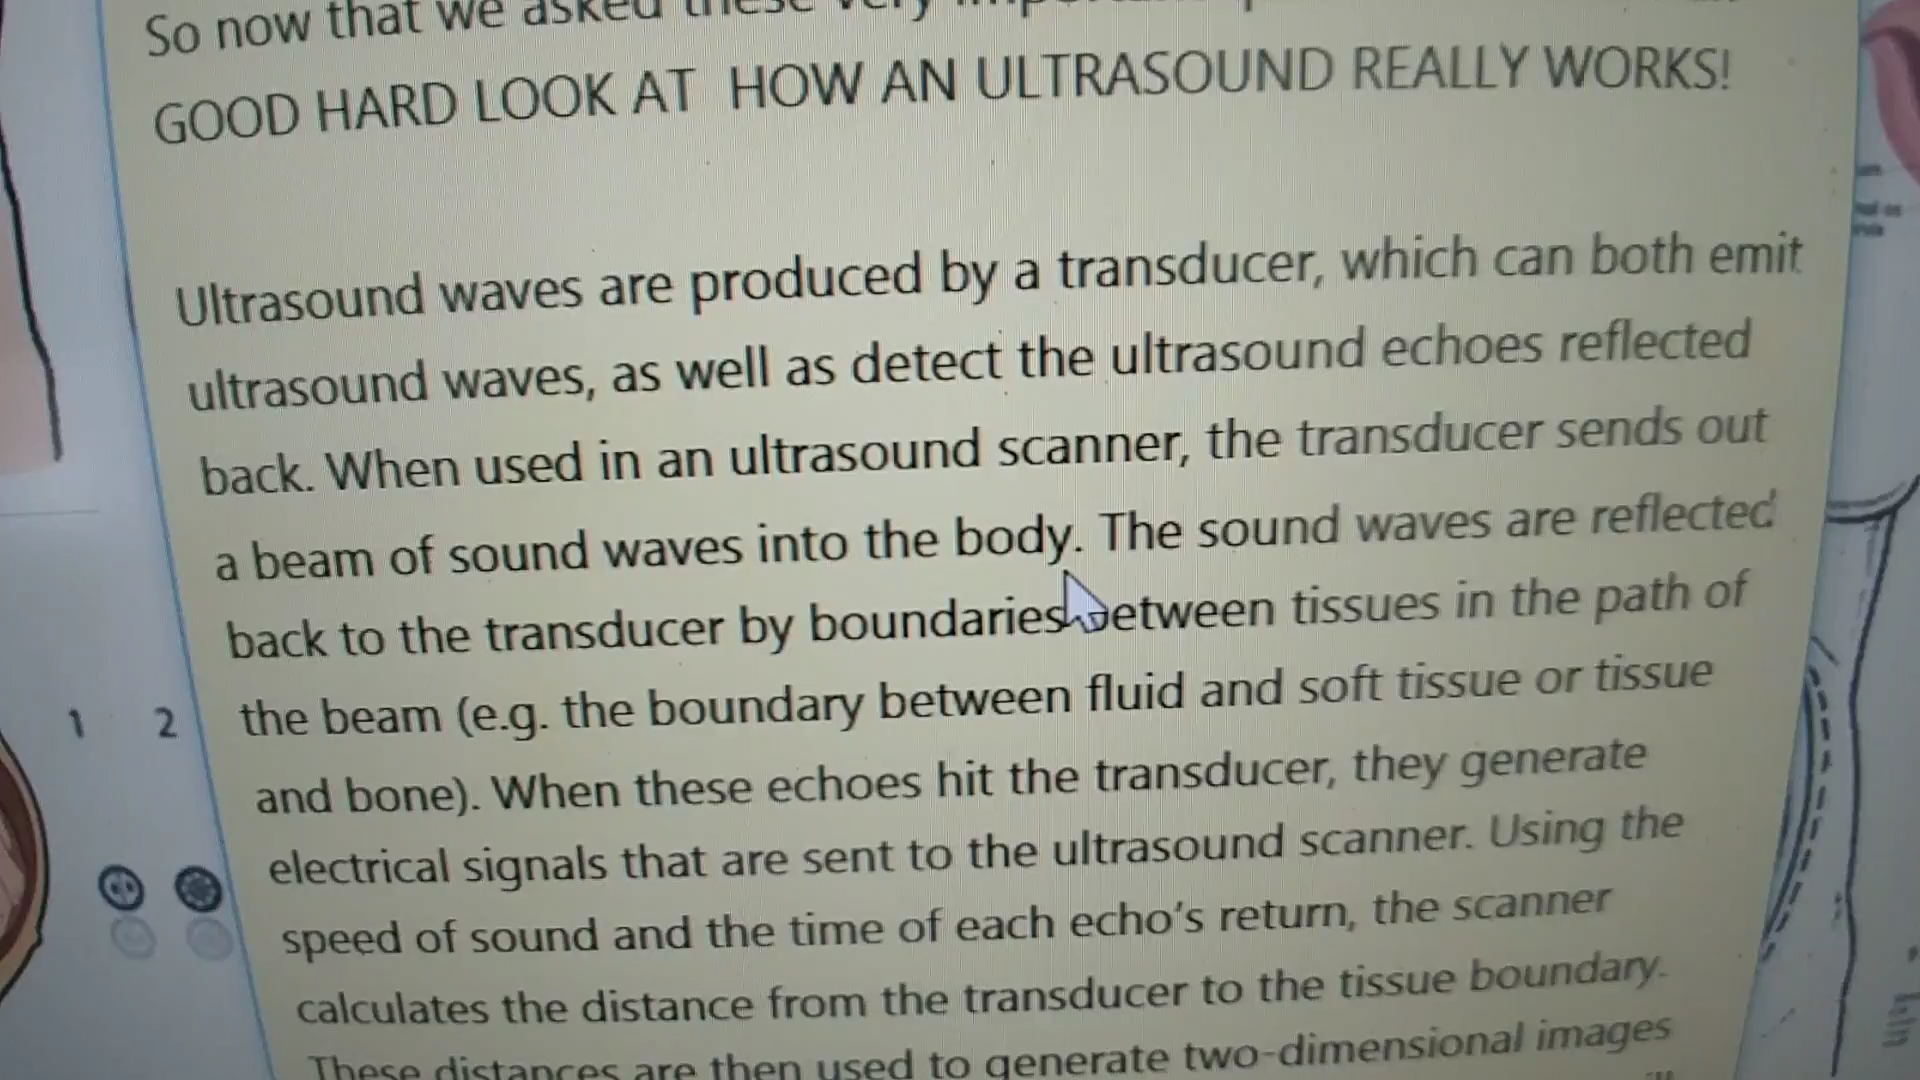 So now that we asked these very
GOOD HARD LOOK AT HOW AN ULTRASOUND REALLY WORKS!
Ultrasound waves are produced by a transducer, which can both emit
ultrasound waves, as well as detect the ultrasound echoes reflected
back. When used in an ultrasound scanner, the transducer sends out
a beam of sound waves into the body. The sound waves are reflected
back to the transducer by boundaries between tissues in the path of
the beam (e.g. the boundary between fluid and soft tissue or tissue
and bone). When these echoes hit the transducer, they generate
electrical signals that are sent to the ultrasound scanner. Using the
speed of sound and the time of each echo's return, the scanner
calculates the distance from the transducer to the tissue boundary.
These distances are then used to generate two-dimensional images
1 2